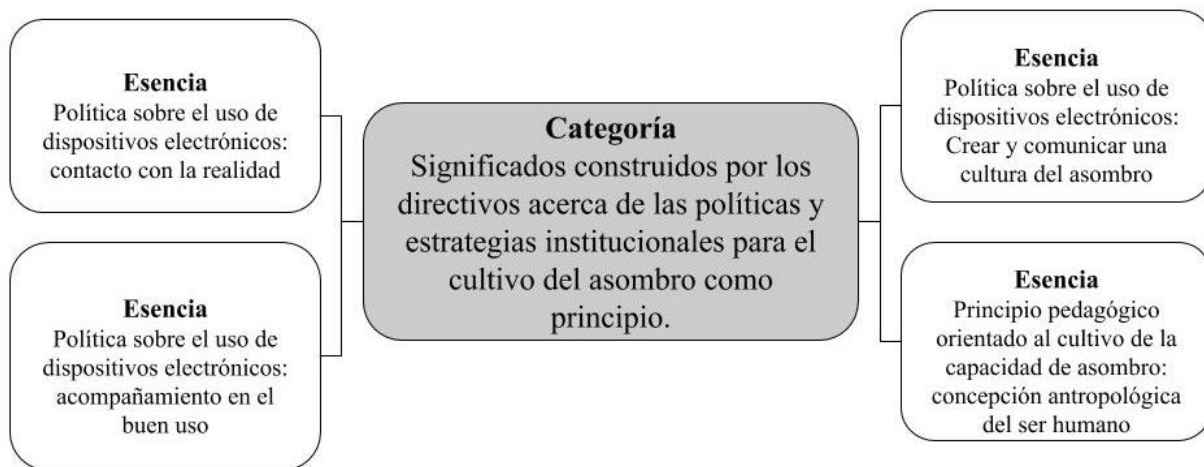 Esencia
Política sobre el uso de
dispositivos electrónicos:
contacto con la realidad
Esencia
Política sobre el uso de
dispositivos electrónicos:
acompañamiento en el
buen uso
Categoría
Significados construidos por los
directivos acerca de las políticas y
estrategias institucionales para el
cultivo del asombro como
principio.
Esencia
Política sobre el uso de
dispositivos electrónicos:
Crear y comunicar una
cultura del asombro
Esencia
Principio pedagógico
orientado al cultivo de la
capacidad de asombro:
concepción antropológica
del ser humano